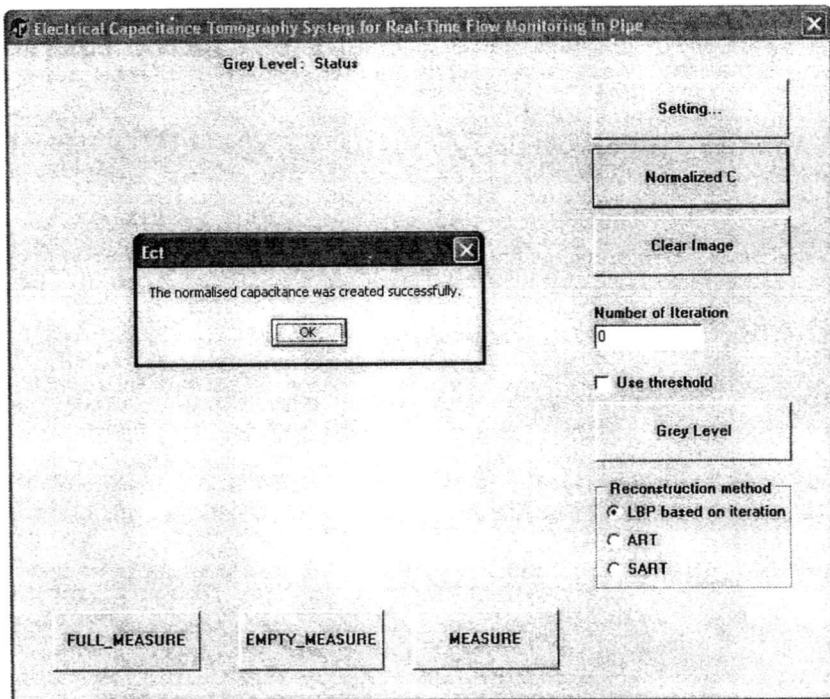 Electrical Capacitance Tomography System for Real-Time Flow Monitoring in Pipe
Grey Level : Status
Setting...
Normalized C
Clear Image
Ect
The normalised capacitance was created successfully.
OK
Number of Iteration
0
Use threshold
Grey Level
Reconstruction method
LBP based on iteration
ART
SART
FULL_MEASURE
EMPTY_MEASURE
MEASURE